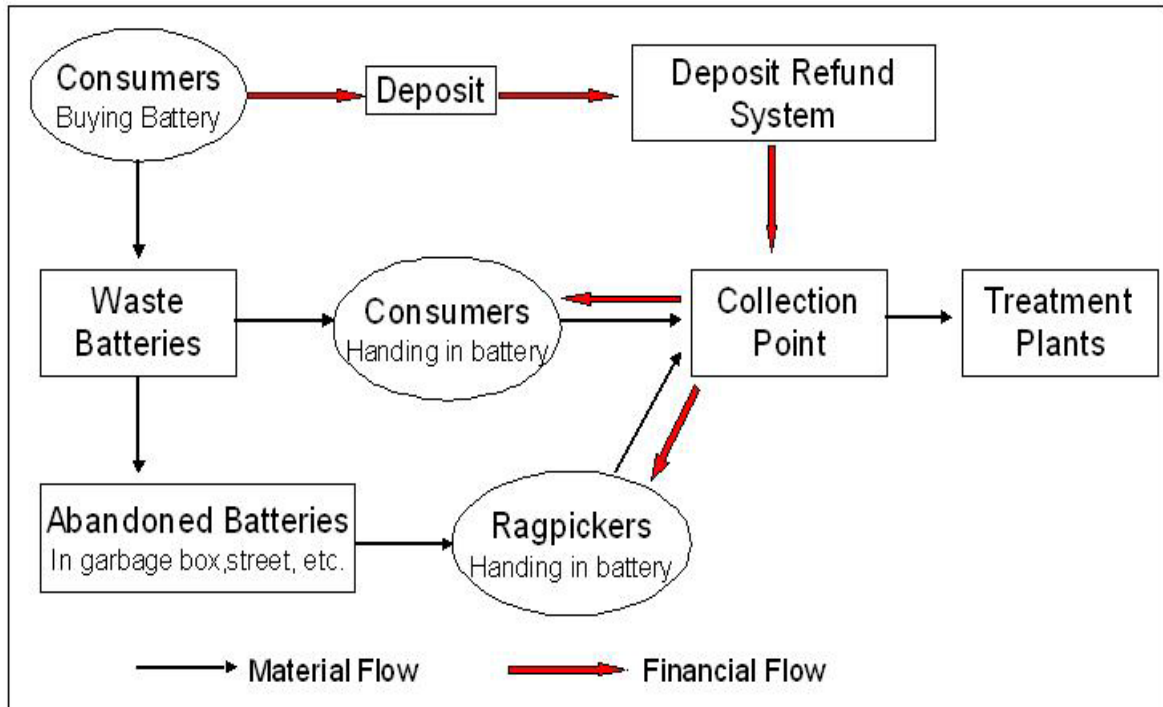 Consumers
Buying Battery
Deposit
Deposit Refund
System
Waste
Batteries
Consumers
Handing in battery
Collection
Point
Treatment
Plants
Abandoned Batteries
In garbage box,street, etc.
Ragpickers
Handing in battery
Material Flow
Financial Flow